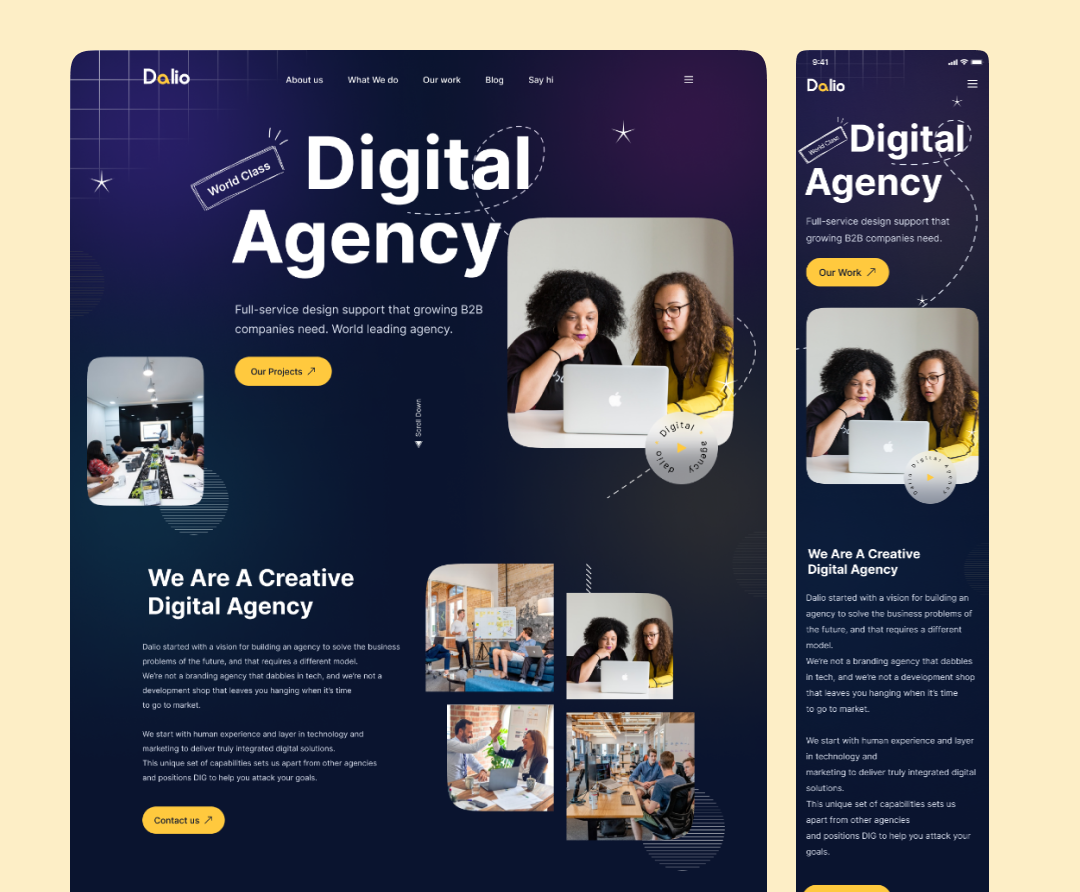 Dalio
About us What We do Our work Blog Say hi
World Class
Digital
Agency
Full-service design support that growing B2B
companies need. World leading agency.
Our Projects
Scroll Down
Digital agency dalio
We Are A Creative
Digital Agency
Dalio started with a vision for building an agency to solve the business
problems of the future, and that requires a different model.
We're not a branding agency that dabbles in tech, and we're not a
development shop that leaves you hanging when it's time
to go to market.
We start with human experience and layer in technology and
marketing to deliver truly integrated digital solutions.
This unique set of capabilities sets us apart from other agencies
and positions DIG to help you attack your goals.
Contact us
9:41
Dalio
World Class
Digital
Agency
Full-service design support that
growing B2B companies need.
Our Work
Dalio Digital Agency
We Are A Creative
Digital Agency
Dalio started with a vision for building an
agency to solve the business problems of
the future, and that requires a different
model.
We're not a branding agency that dabbles
in tech, and we're not a development shop
that leaves you hanging when it's time
to go to market.
We start with human experience and layer
in technology and
marketing to deliver truly integrated digital
solutions.
This unique set of capabilities sets us
apart from other agencies
and positions DIG to help you attack your
goals.